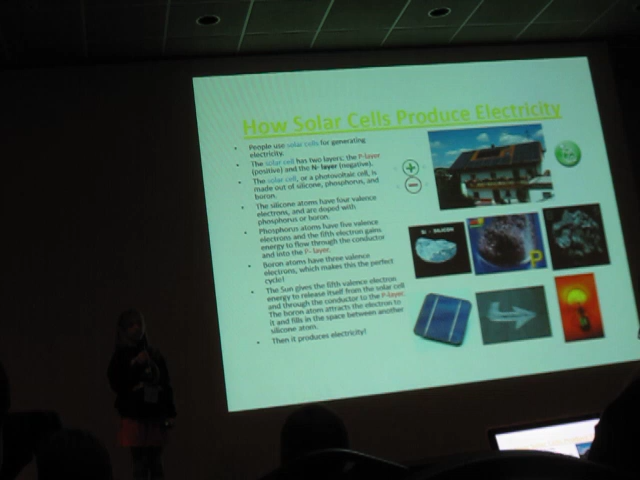 How Solar Cells Produce Electricity
People use solar cells for generating
electricity.
The solar cell has two layers: the P-layer
(positive) and the N- layer (negative).
The solar cell, or a photovoltaic cell, is
made out of silicone, phosphorus, and
boron.
The silicone atoms have four valence
electrons, and are doped with
phosphorus or boron.
Phosphorus atoms have five valence
electrons and the fifth electron gains
energy to flow through the conductor
and into the P- layer.
Boron atoms have three valence
electrons, which makes this the perfect
cycle!
The Sun gives the fifth valence electron
energy to release itself from the solar cell
and through the conductor to the P-layer.
The boron atom attracts the electron to
it and fills in the space between another
silicone atom.
Then it produces electricity!
Si - SILICON
P